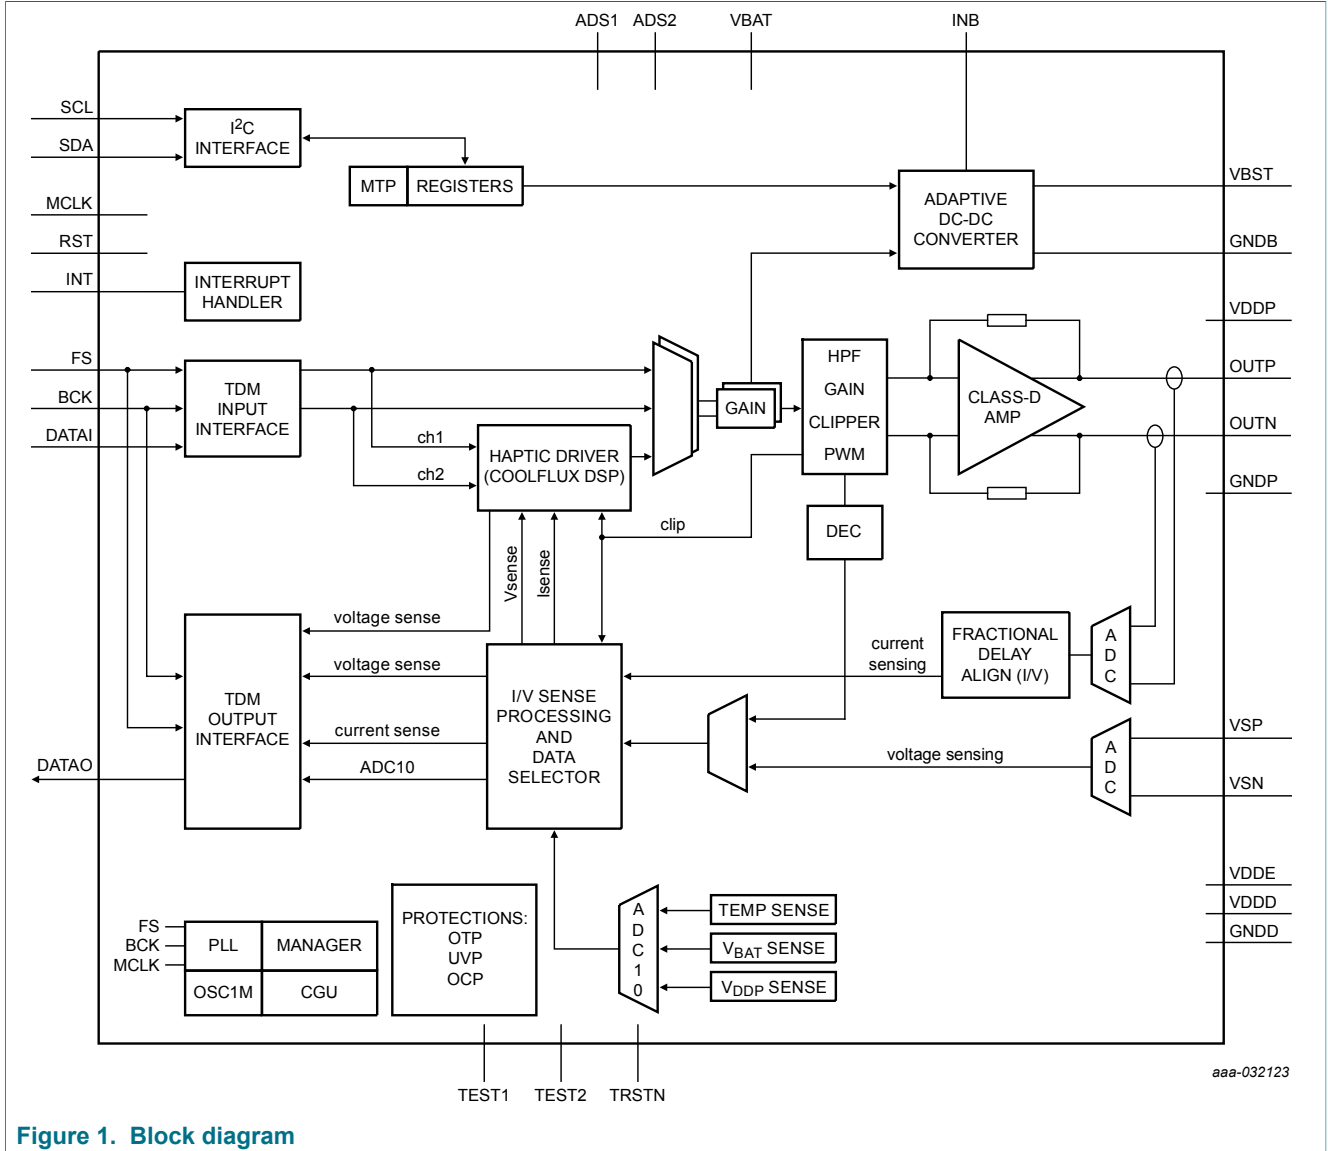 ADS1 ADS2 VBAT INB
SCL
SDA
I2C
INTERFACE
MTP REGISTERS
MCLK
RST
INT
INTERRUPT
HANDLER
ADAPTIVE
DC-DC
CONVERTER
VBST
GNDB
VDDP
FS
BCK
DATAI
TDM
INPUT
INTERFACE
ch1
ch2
HAPTIC DRIVER
(COOLFLUX DSP)
GAIN
HPF
GAIN
CLIPPER
PWM
CLASS-D
AMP
OUTP
OUTN
GNDP
clip
DEC
Vsense
Isense
voltage sense
voltage sense
current sense
ADC10
TDM
OUTPUT
INTERFACE
DATAO
I/V SENSE
PROCESSING
AND
DATA
SELECTOR
current
sensing
FRACTIONAL
DELAY
ALIGN (I/V)
A
D
C
voltage sensing
A
D
C
VSP
VSN
VDDE
VDDD
GNDD
FS
BCK
MCLK
PLL MANAGER
OSC1M CGU
PROTECTIONS:
OTP
UVP
OCP
A
D
C
1
0
TEMP SENSE
VBAT SENSE
VDDP SENSE
TEST1 TEST2 TRSTN
aaa-032123
Figure 1. Block diagram